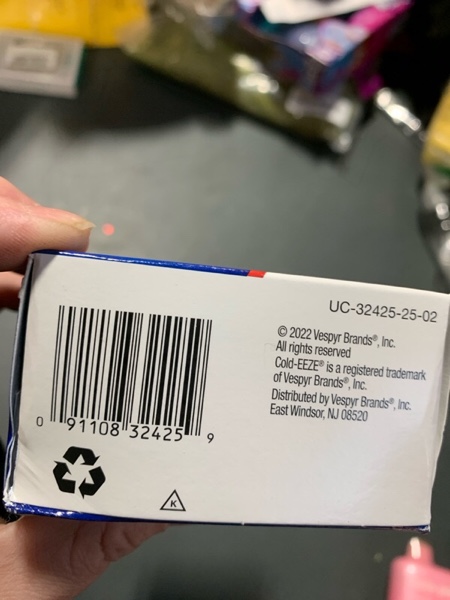 UC-32425-25-02
© 2022 Vespyr Brands®, Inc.
All rights reserved
Cold-EEZE® is a registered trademark
of Vespyr Brands®, Inc.
Distributed by Vespyr Brands®, Inc.
East Windsor, NJ 08520
0 91108 32425 9
K